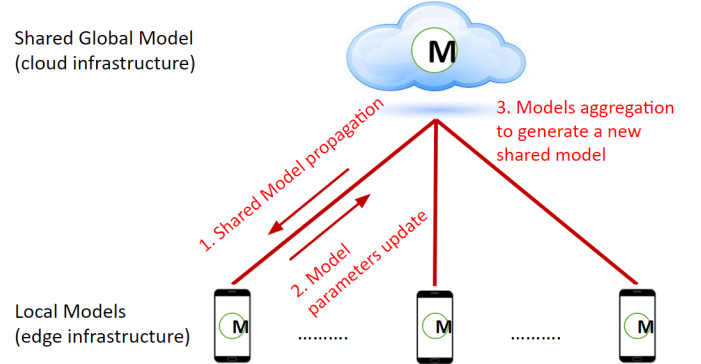 Shared Global Model
(cloud infrastructure)
M
3. Models aggregation
to generate a new
shared model
1. Shared Model propagation
2. Model
parameters update
Local Models
(edge infrastructure)
M
..........
M
..........
M